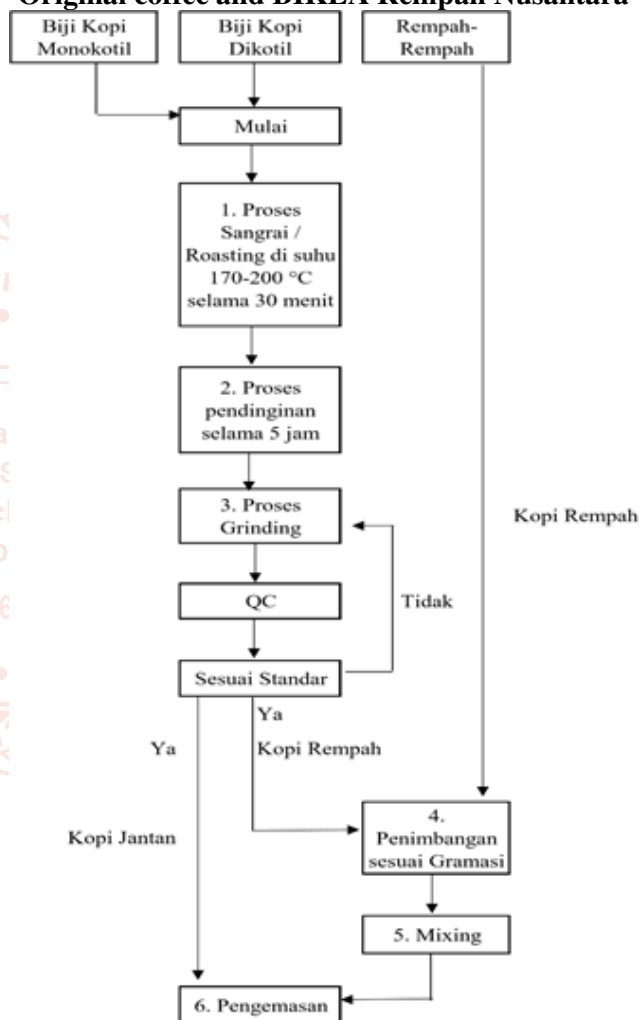 Original coffee and Rempah Nusantara
Biji Kopi
Monokotil
Biji Kopi
Dikotil
Rempah-
Rempah
Mulai
1. Proses
Sangrai /
Roasting di suhu
170-200 °C
selama 30 menit
2. Proses
pendinginan
selama 5 jam
3. Proses
Grinding
Kopi Rempah
QC
Tidak
Sesuai Standar
Ya
Ya
Kopi Rempah
Kopi Jantan
4.
Penimbangan
sesuai Gramasi
5. Mixing
6. Pengemasan